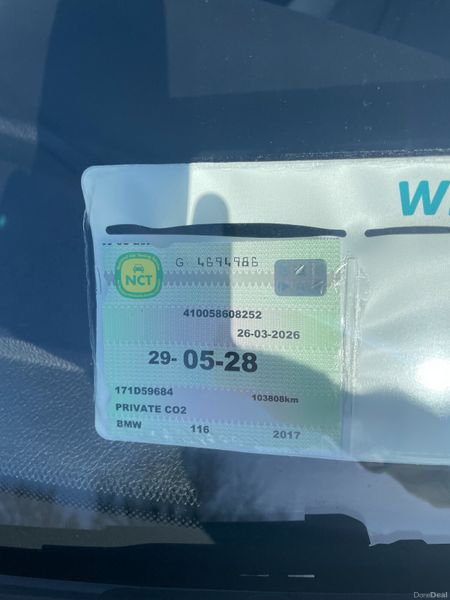 W
NCT
G 4694986
410058608252
26-03-2026
29- 05-28
171D59684
103808km
PRIVATE CO2
BMW 116 2017
DoneDeal